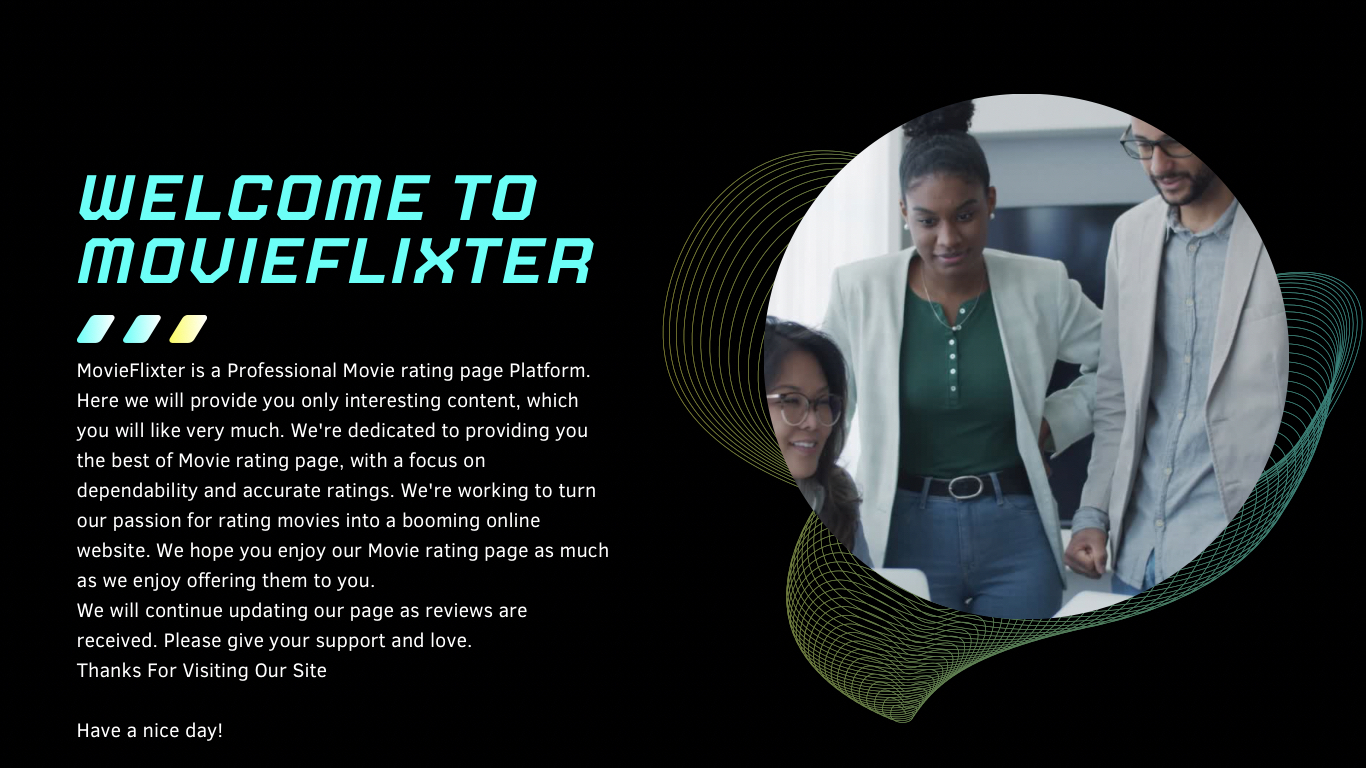 WELCOME TO
MOVIEFLIXTER
MovieFlixter is a Professional Movie rating page Platform.
Here we will provide you only interesting content, which
you will like very much. We're dedicated to providing you
the best of Movie rating page, with a focus on
dependability and accurate ratings. We're working to turn
our passion for rating movies into a booming online
website. We hope you enjoy our Movie rating page as much
as we enjoy offering them to you.
We will continue updating our page as reviews are
received. Please give your support and love.
Thanks For Visiting Our Site
Have a nice day!